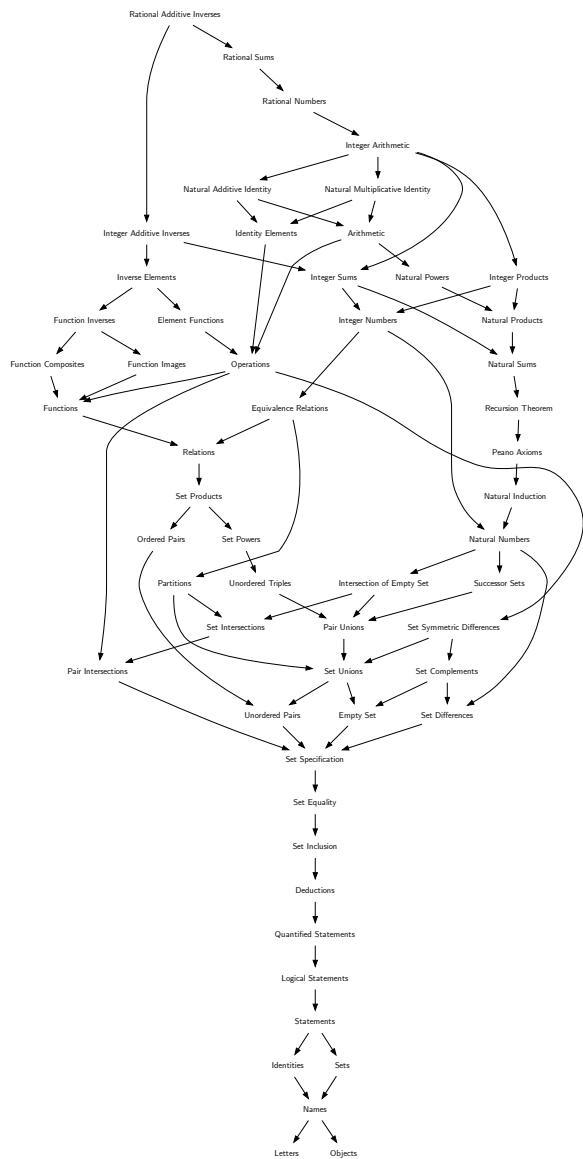 Rational Additive Inverses
Rational Sums
Rational Numbers
Integer Arithmetic
Natural Additive Identity
Natural Multiplicative Identity
Integer Additive Inverses
Identity Elements
Arithmetic
Inverse Elements
Integer Sums
Natural Powers
Integer Products
Function Inverses
Element Functions
Integer Numbers
Natural Products
Function Composites
Function Images
Operations
Natural Sums
Functions
Equivalence Relations
Recursion Theorem
Relations
Peano Axioms
Set Products
Natural Induction
Ordered Pairs
Set Powers
Natural Numbers
Partitions
Unordered Triples
Intersection of Empty Set
Successor Sets
Set Intersections
Pair Unions
Set Symmetric Differences
Pair Intersections
Set Unions
Set Complements
Unordered Pairs
Empty Set
Set Differences
Set Specification
Set Equality
Set Inclusion
Deductions
Quantified Statements
Logical Statements
Statements
Identities
Sets
Names
Letters
Objects